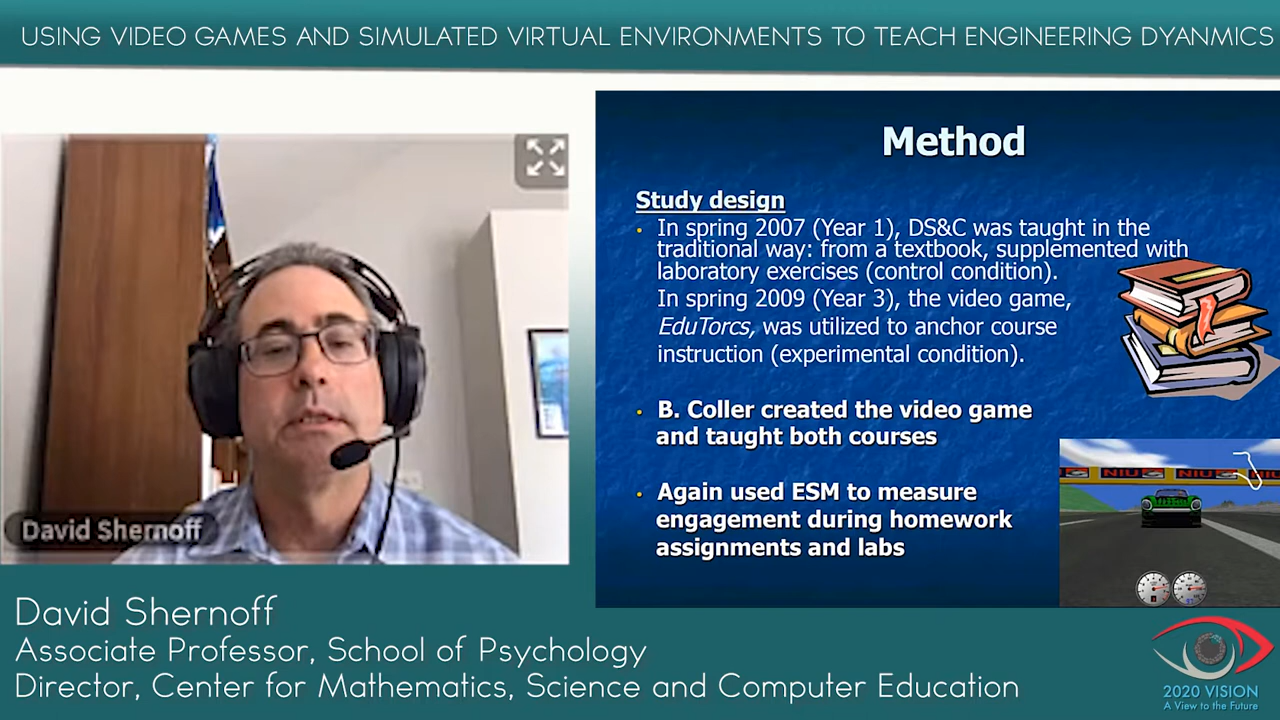 USING VIDEO GAMES AND SIMULATED VIRTUAL ENVIRONMENTS TO TEACH ENGINEERING DYANMICS
Method
Study design
• In spring 2007 (Year 1), DS&C was taught in the
traditional way: from a textbook, supplemented with
laboratory exercises (control condition).
In spring 2009 (Year 3), the video game,
EduTorcs, was utilized to anchor course
instruction (experimental condition).
• B. Coller created the video game
and taught both courses
• Again used ESM to measure
engagement during homework
assignments and labs
NIU NIU NIU
David Shernoff
David Shernoff
Associate Professor, School of Psychology
Director, Center for Mathematics, Science and Computer Education
2020 VISION
A View to the Future